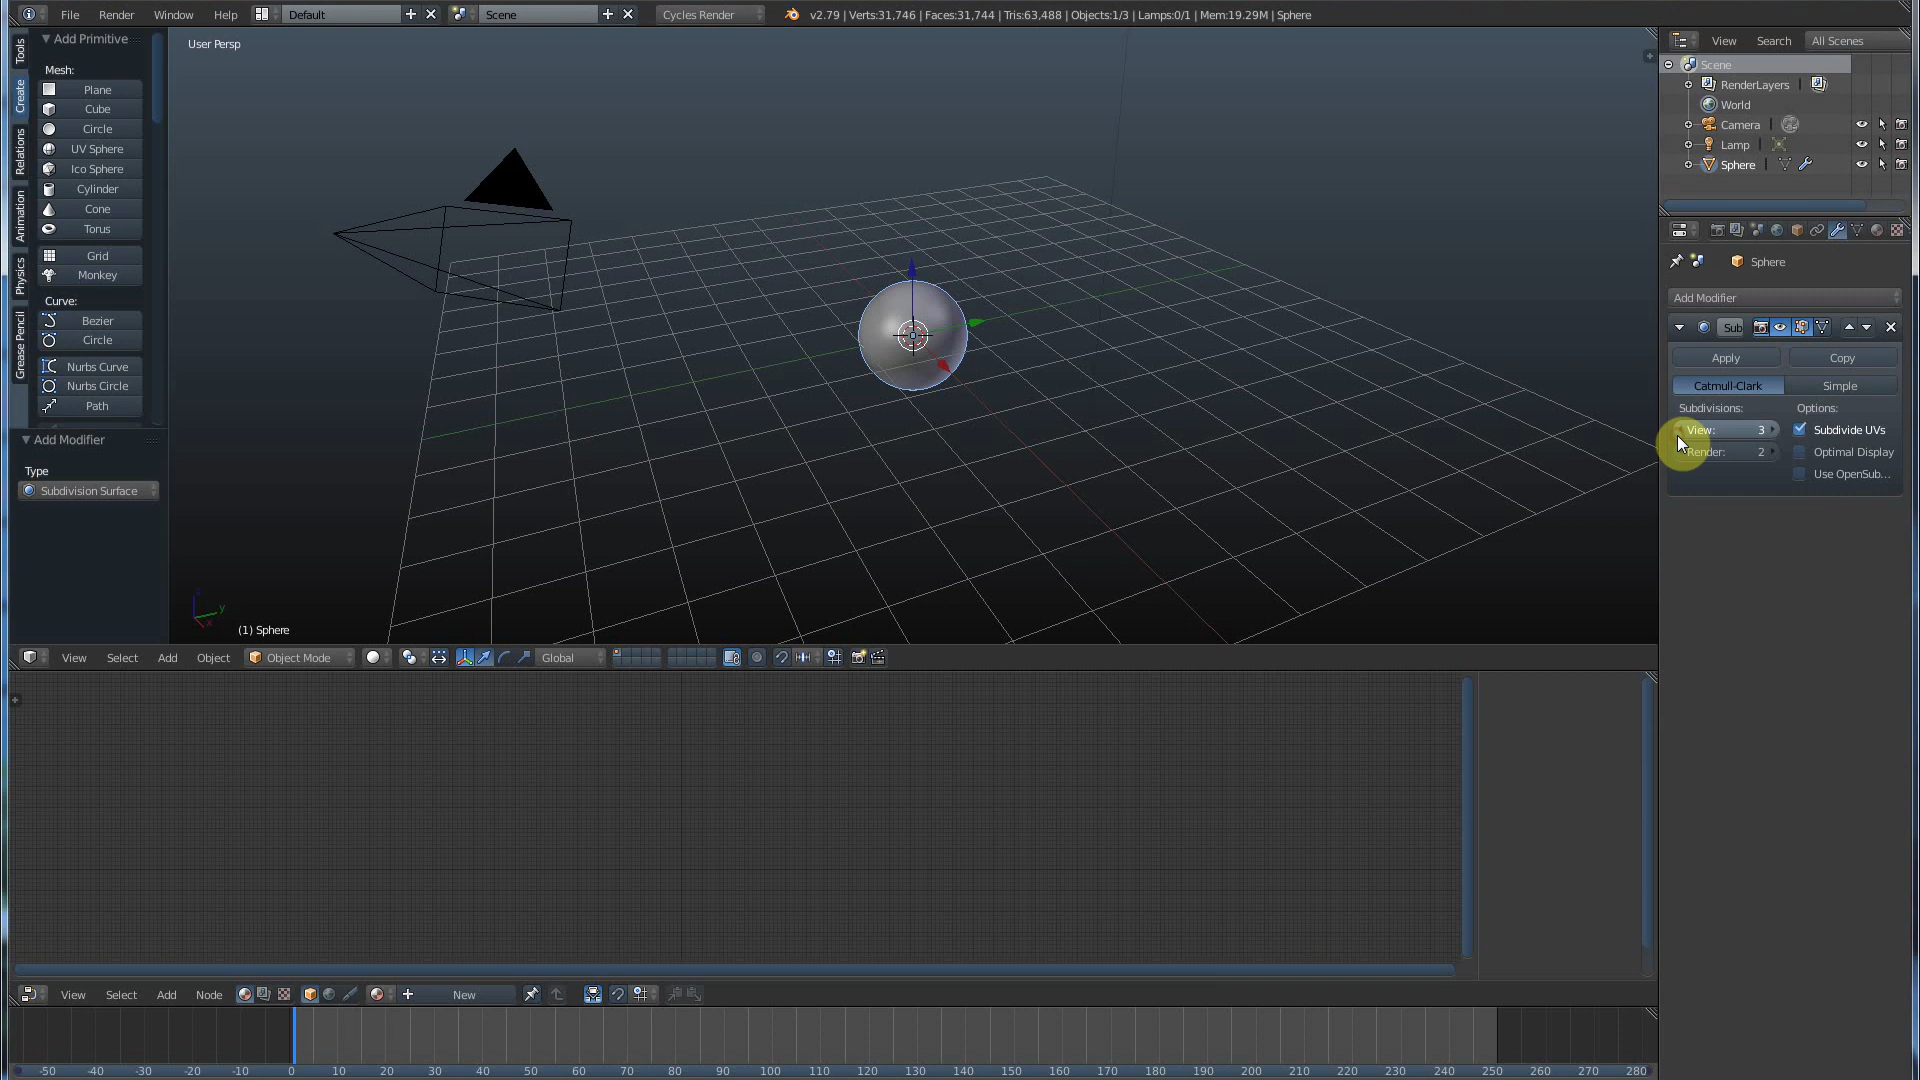 File Render Window Help Default Scene Cycles Render v2.79 | Verts:31,746 | Faces:31,744 | Tris:63,488 | Objects:1/3 | Lamps:0/1 | Mem:19.29M | Sphere
Tools
Create
Relations
Animation
Physics
Grease Pencil
Add Primitive
Mesh:
Plane
Cube
Circle
UV Sphere
Ico Sphere
Cylinder
Cone
Torus
Grid
Monkey
Curve:
Bezier
Circle
Nurbs Curve
Nurbs Circle
Path
Add Modifier
Type
Subdivision Surface
User Persp
y
x
(1) Sphere
View Select Add Object Object Mode Global
View Search All Scenes
Scene
RenderLayers
World
Camera
Lamp
Sphere
Sphere
Add Modifier
Sub
Apply Copy
Catmull-Clark Simple
Subdivisions: Options:
View: 3 Subdivide UVs
Render: 2 Optimal Display
Use OpenSub...
View Select Add Node New
-50 -40 -30 -20 -10 0 10 20 30 40 50 60 70 80 90 100 110 120 130 140 150 160 170 180 190 200 210 220 230 240 250 260 270 280